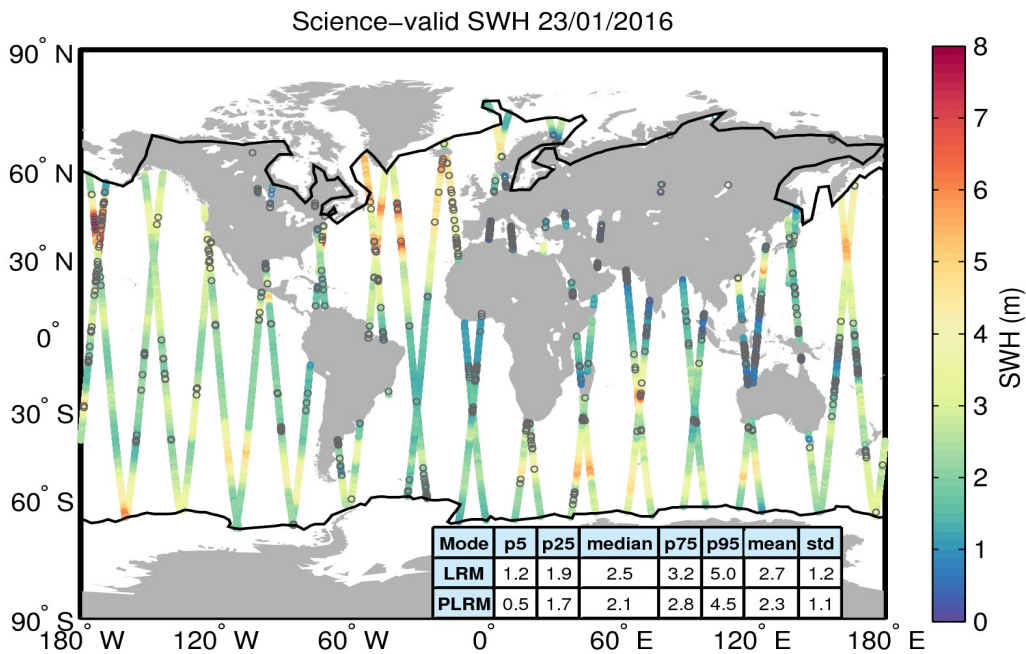 Science−valid SWH 23/01/2016
90° N
60° N
30° N
0°
30° S
60° S
90° S
180° W
120° W
60° W
0°
60° E
120° E
180° E
Mode p5 p25 median p75 p95 mean std
LRM 1.2 1.9 2.5 3.2 5.0 2.7 1.2
PLRM 0.5 1.7 2.1 2.8 4.5 2.3 1.1
8
7
6
5
4
3
2
1
0
SWH (m)